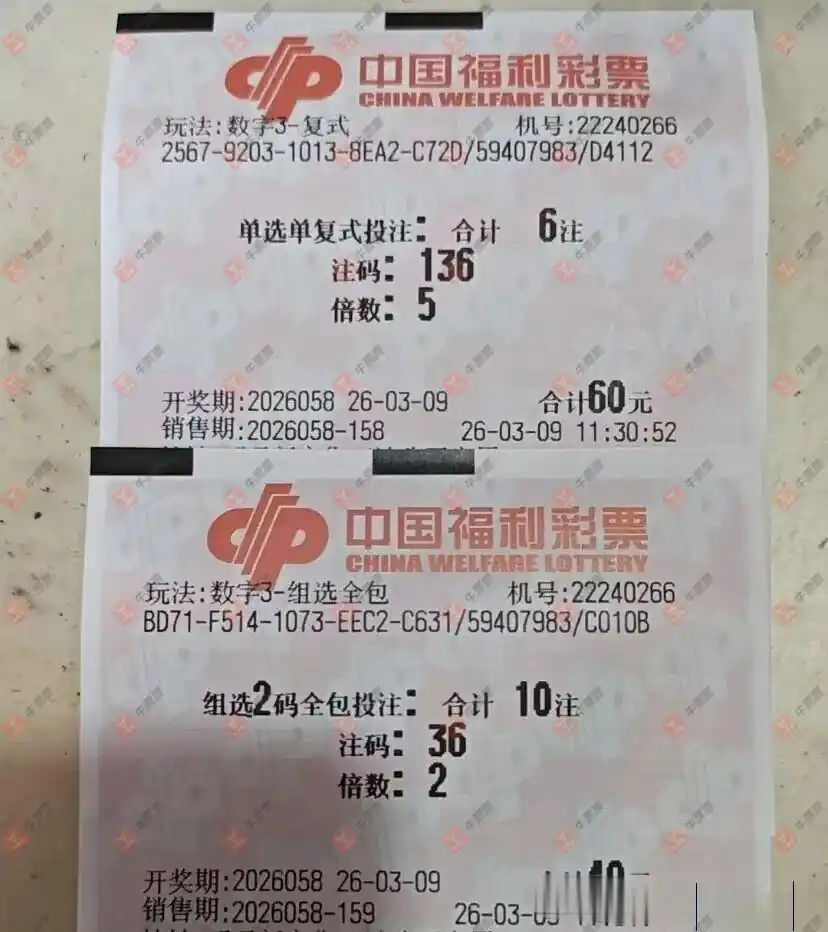 中国福利彩票
CHINA WELFARE LOTTERY
玩法:数字3-复式 机号:22240266
2567-9203-1013-8EA2-C72D/59407983/D4112
单选单复式投注: 合计 6注
注码: 136
倍数: 5
开奖期:2026058 26-03-09 合计60元
销售期:2026058-158 26-03-09 11:30:52
中国福利彩票
CHINA WELFARE LOTTERY
玩法:数字3-组选全包 机号:22240266
BD71-F514-1073-EEC2-C631/59407983/C010B
组选2码全包投注: 合计 10注
注码: 36
倍数: 2
开奖期:2026058 26-03-09
销售期:2026058-159 26-03-